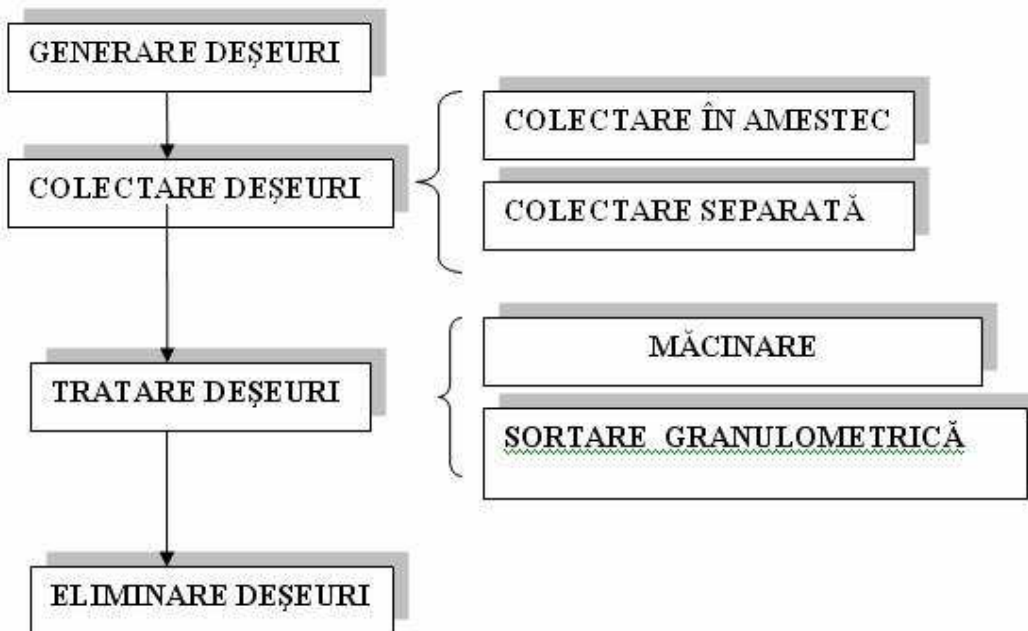 GENERARE DEȘEURI
COLECTARE DEȘEURI
COLECTARE ÎN AMESTEC
COLECTARE SEPARATĂ
TRATARE DEȘEURI
MĂCINARE
SORTARE GRANULOMETRICĂ
ELIMINARE DEȘEURI